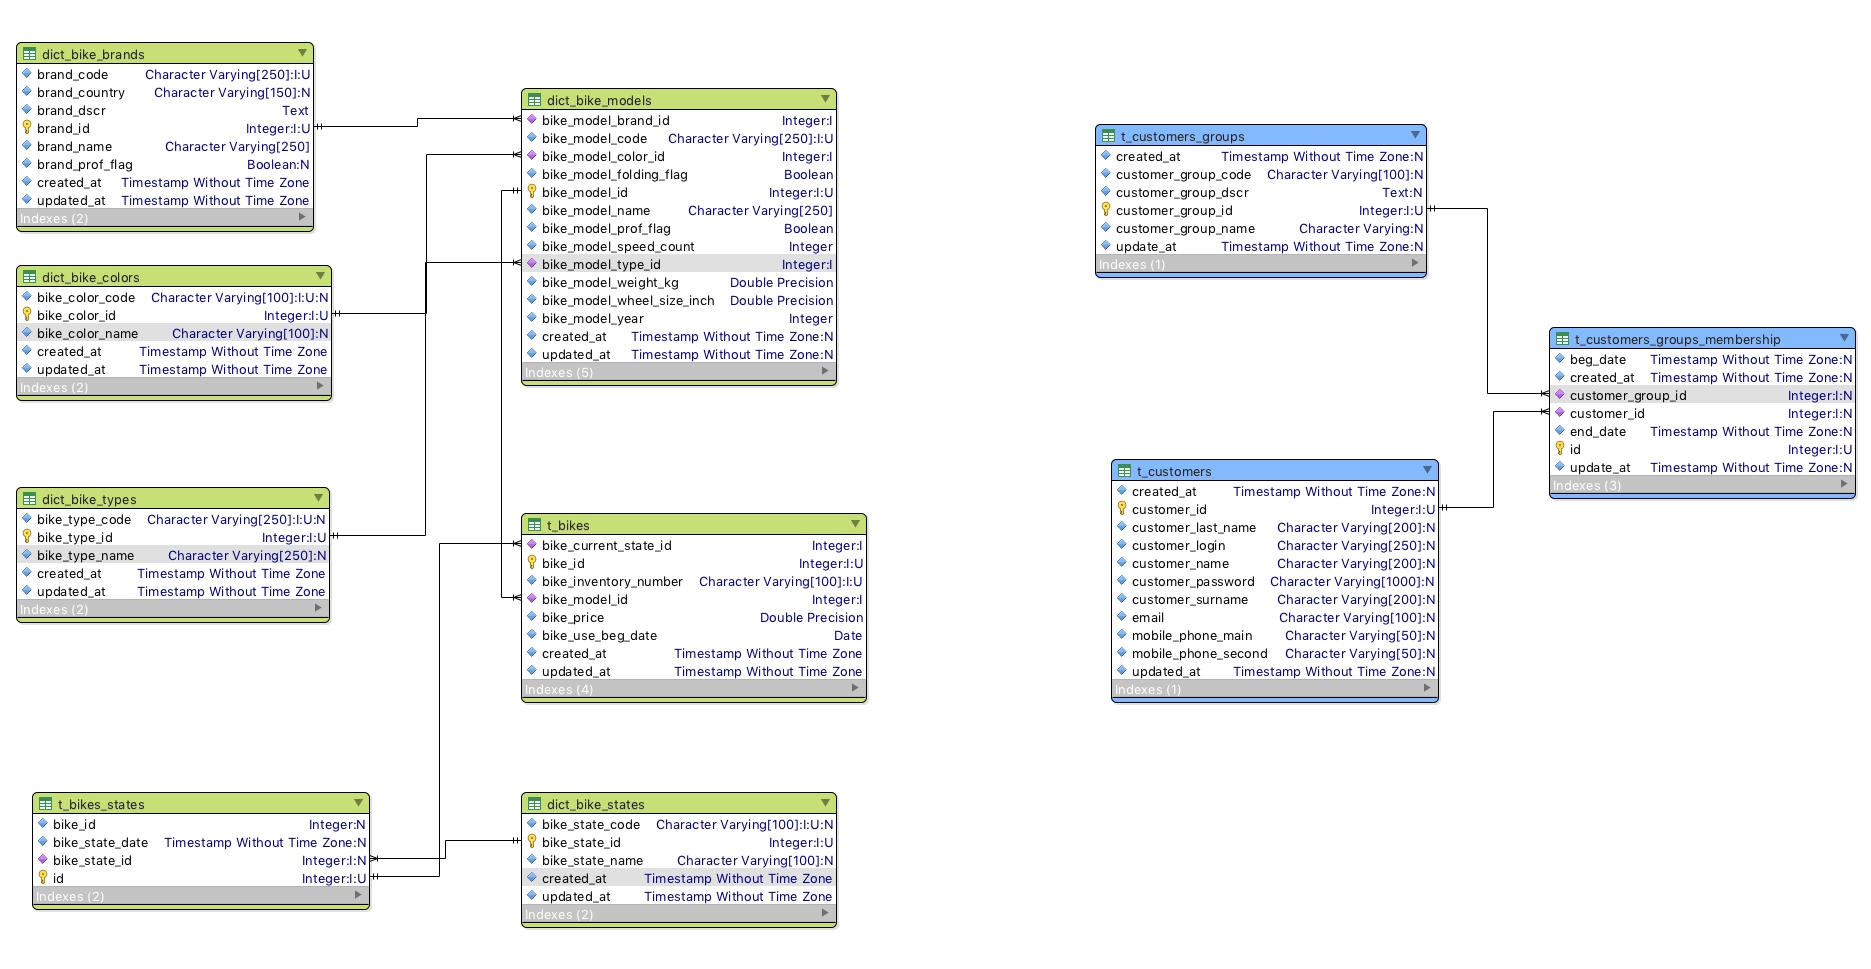 dict_bike_brands
brand_code Character Varying[250]:I:U
brand_country Character Varying[150]:N
brand_dscr Text
brand_id Integer:I:U
brand_name Character Varying[250]
brand_prof_flag Boolean:N
created_at Timestamp Without Time Zone
updated_at Timestamp Without Time Zone
Indexes (2)
dict_bike_colors
bike_color_code Character Varying[100]:I:U:N
bike_color_id Integer:I:U
bike_color_name Character Varying[100]:N
created_at Timestamp Without Time Zone
updated_at Timestamp Without Time Zone
Indexes (2)
dict_bike_types
bike_type_code Character Varying[250]:I:U:N
bike_type_id Integer:I:U
bike_type_name Character Varying[250]:N
created_at Timestamp Without Time Zone
updated_at Timestamp Without Time Zone
Indexes (2)
t_bikes_states
bike_id Integer:N
bike_state_date Timestamp Without Time Zone:N
bike_state_id Integer:I:N
id Integer:I:U
Indexes (2)
dict_bike_models
bike_model_brand_id Integer:I
bike_model_code Character Varying[250]:I:U
bike_model_color_id Integer:I
bike_model_folding_flag Boolean
bike_model_id Integer:I:U
bike_model_name Character Varying[250]
bike_model_prof_flag Boolean
bike_model_speed_count Integer
bike_model_type_id Integer:I
bike_model_weight_kg Double Precision
bike_model_wheel_size_inch Double Precision
bike_model_year Integer
created_at Timestamp Without Time Zone:N
updated_at Timestamp Without Time Zone:N
Indexes (5)
t_bikes
bike_current_state_id Integer:I
bike_id Integer:I:U
bike_inventory_number Character Varying[100]:I:U
bike_model_id Integer:I
bike_price Double Precision
bike_use_beg_date Date
created_at Timestamp Without Time Zone
updated_at Timestamp Without Time Zone
Indexes (4)
dict_bike_states
bike_state_code Character Varying[100]:I:U:N
bike_state_id Integer:I:U
bike_state_name Character Varying[100]:N
created_at Timestamp Without Time Zone
updated_at Timestamp Without Time Zone
Indexes (2)
t_customers_groups
created_at Timestamp Without Time Zone:N
customer_group_code Character Varying[100]:N
customer_group_dscr Text:N
customer_group_id Integer:I:U
customer_group_name Character Varying:N
update_at Timestamp Without Time Zone:N
Indexes (1)
t_customers
created_at Timestamp Without Time Zone:N
customer_id Integer:I:U
customer_last_name Character Varying[200]:N
customer_login Character Varying[250]:N
customer_name Character Varying[200]:N
customer_password Character Varying[1000]:N
customer_surname Character Varying[200]:N
email Character Varying[100]:N
mobile_phone_main Character Varying[50]:N
mobile_phone_second Character Varying[50]:N
updated_at Timestamp Without Time Zone:N
Indexes (1)
t_customers_groups_membership
beg_date Timestamp Without Time Zone:N
created_at Timestamp Without Time Zone:N
customer_group_id Integer:I:N
customer_id Integer:I:N
end_date Timestamp Without Time Zone:N
id Integer:I:U
update_at Timestamp Without Time Zone:N
Indexes (3)